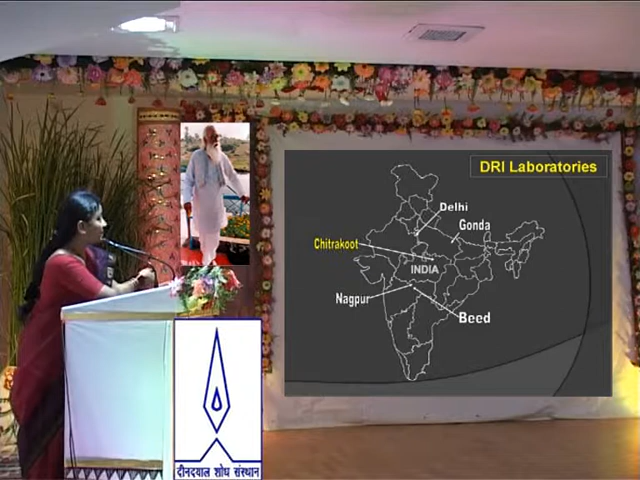 DRI Laboratories
Delhi
Gonda
Chitrakoot
INDIA
Nagpur
Beed
दीनदयाल शोध संस्थान